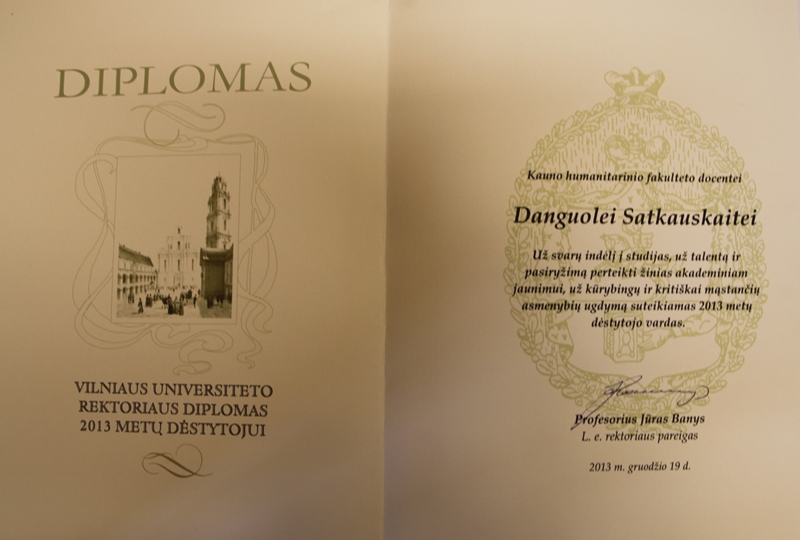 DIPLOMAS
VILNIAUS UNIVERSITETO
REKTORIAUS DIPLOMAS
2013 METŲ DĖSTYTOJUI
Kauno humanitarinio fakulteto docentei
Danguolei Satkauskaitei
Už svarų indėlį į studijas, už talentą ir
pasiryžimą perteikti žinias akademiniam
jaunimui, už kūrybingų ir kritiškai mąstančių
asmenybių ugdymą suteikiamas 2013 metų
dėstytojo vardas.
Profesorius Jūras Banys
L. e. rektoriaus pareigas
2013 m. gruodžio 19 d.